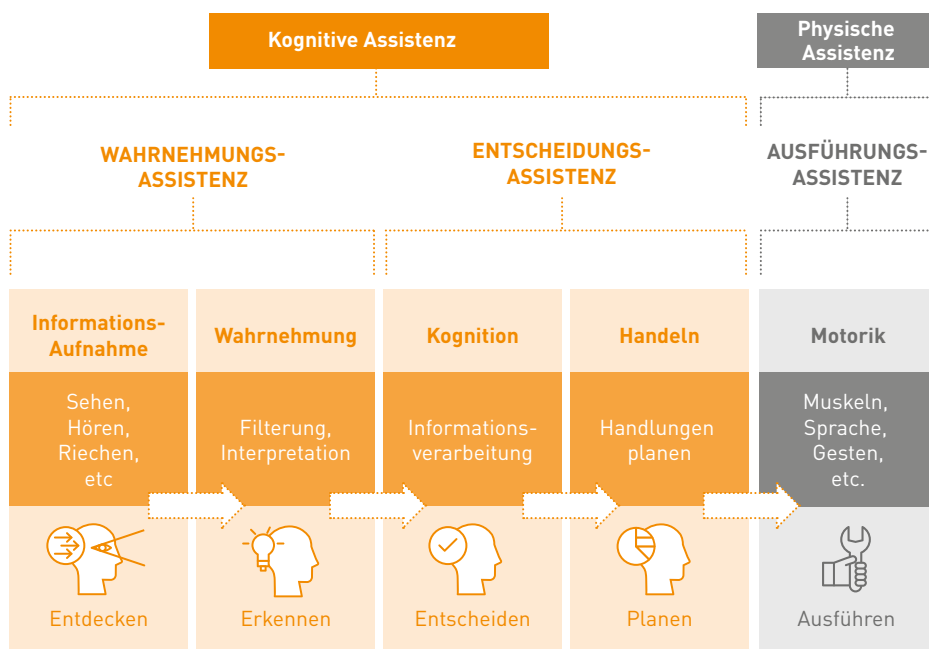 Kognitive Assistenz
Physische
Assistenz
WAHRNEHMUNGS-
ASSISTENZ
ENTSCHEIDUNGS-
ASSISTENZ
AUSFÜHRUNGS-
ASSISTENZ
Informations-
Aufnahme
Wahrnehmung
Kognition
Handeln
Motorik
Sehen,
Hören,
Riechen,
etc
Filterung,
Interpretation
Informations-
verarbeitung
Handlungen
planen
Muskeln,
Sprache,
Gesten,
etc.
Entdecken
Erkennen
Entscheiden
Planen
Ausführen